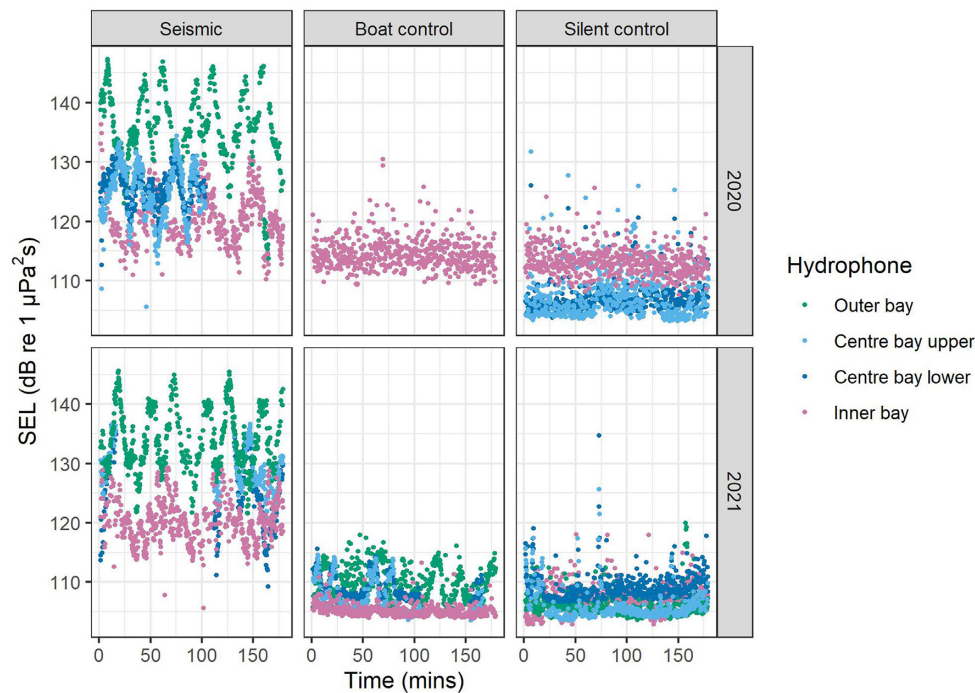 Seismic Boat control Silent control
140
130
120
110
2020
140
130
120
110
2021
SEL (dB re 1 μPa²s)
0 50 100 150 0 50 100 150 0 50 100 150
Time (mins)
Hydrophone
Outer bay
Centre bay upper
Centre bay lower
Inner bay